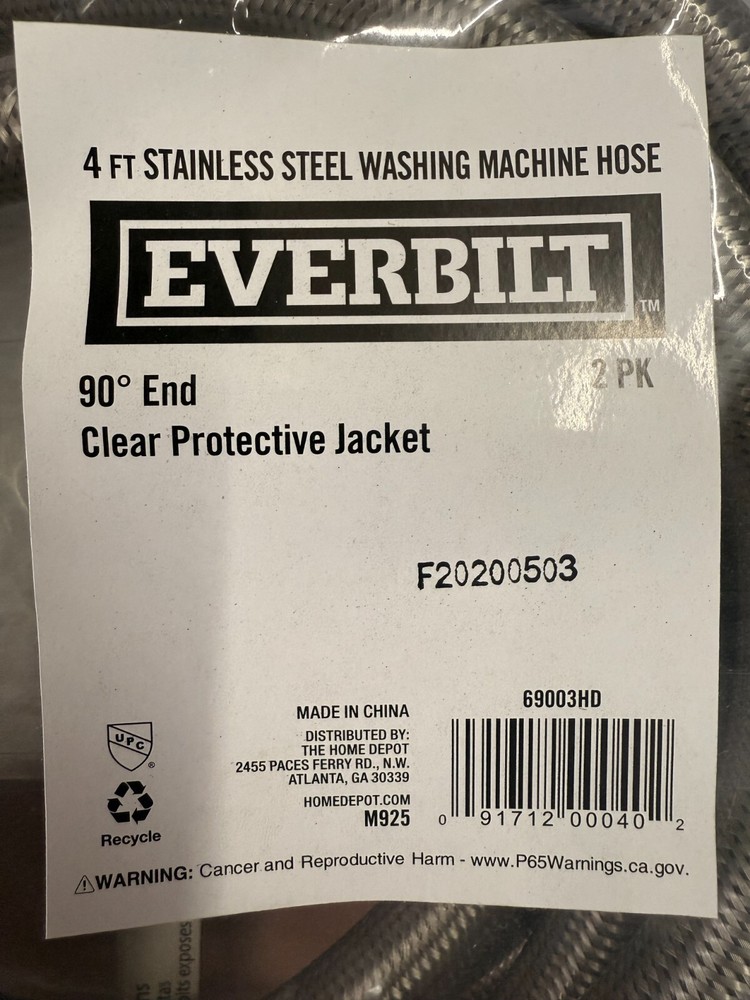 4 FT STAINLESS STEEL WASHING MACHINE HOSE
EVERBILT
TM
2 PK
90° End
Clear Protective Jacket
F20200503
69003HD
MADE IN CHINA
DISTRIBUTED BY:
THE HOME DEPOT
2455 PACES FERRY RD., N.W.
ATLANTA, GA 30339
HOMEDEPOT.COM
M925
UPC
®
Recycle
0 91712 00040 2
WARNING: Cancer and Reproductive Harm - www.P65Warnings.ca.gov.
exposes